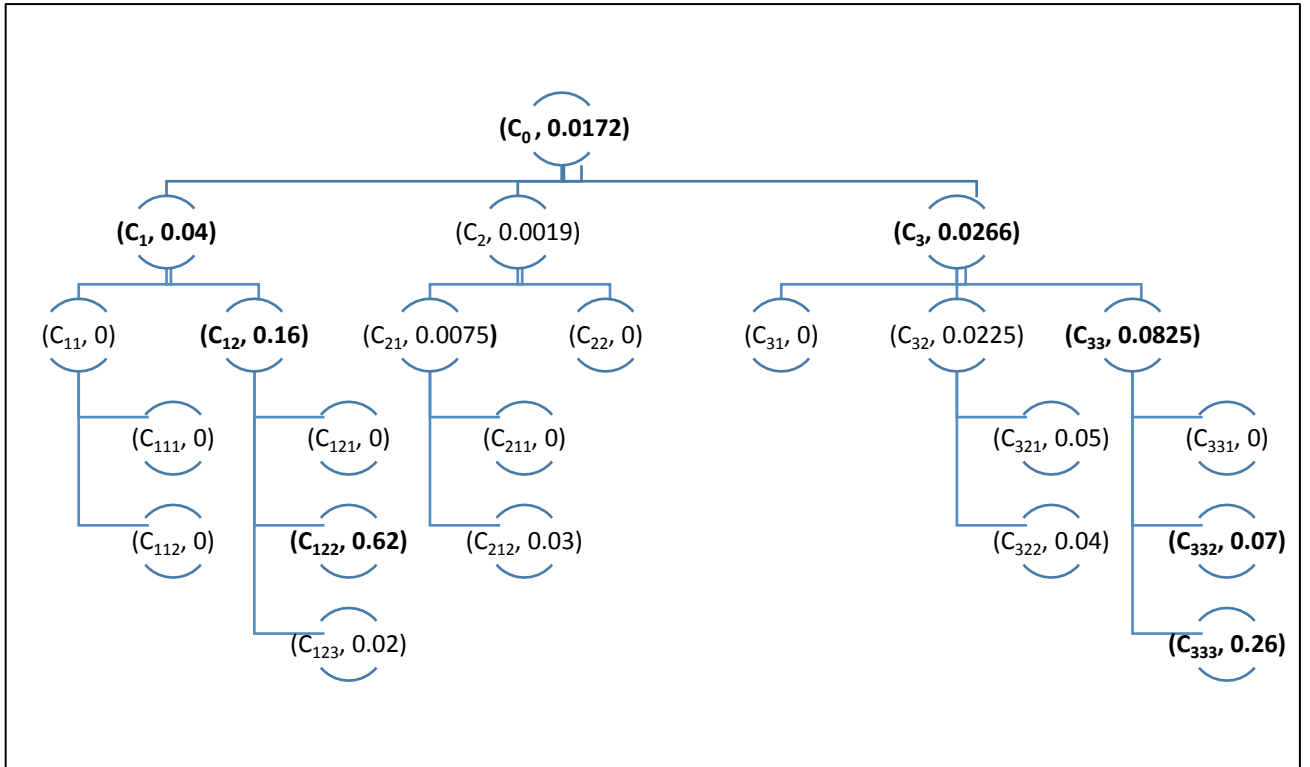 (C₀ , 0.0172)
(C₁, 0.04)
(C₂, 0.0019)
(C₃, 0.0266)
(C₁₁, 0)
(C₁₂, 0.16)
(C₂₁, 0.0075)
(C₂₂, 0)
(C₃₁, 0)
(C₃₂, 0.0225)
(C₃₃, 0.0825)
(C₁₁₁, 0)
(C₁₂₁, 0)
(C₂₁₁, 0)
(C₃₂₁, 0.05)
(C₃₃₁, 0)
(C₁₁₂, 0)
(C₁₂₂, 0.62)
(C₂₁₂, 0.03)
(C₃₂₂, 0.04)
(C₃₃₂, 0.07)
(C₁₂₃, 0.02)
(C₃₃₃, 0.26)